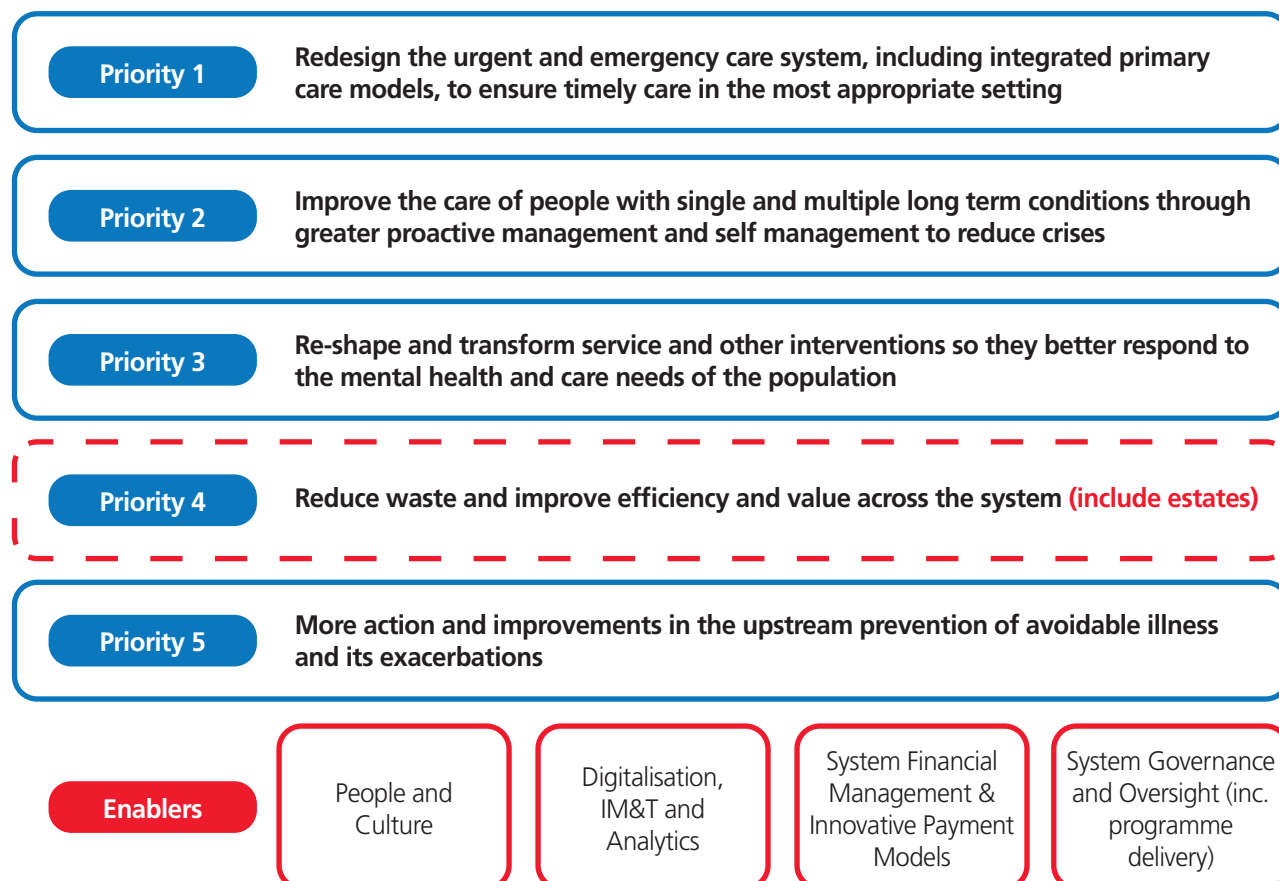 Priority 1
Redesign the urgent and emergency care system, including integrated primary
care models, to ensure timely care in the most appropriate setting
Priority 2
Improve the care of people with single and multiple long term conditions through
greater proactive management and self management to reduce crises
Priority 3
Re-shape and transform service and other interventions so they better respond to
the mental health and care needs of the population
Priority 4
Reduce waste and improve efficiency and value across the system (include estates)
Priority 5
More action and improvements in the upstream prevention of avoidable illness
and its exacerbations
Enablers
People and
Culture
Digitalisation,
IM&T and
Analytics
System Financial
Management &
Innovative Payment
Models
System Governance
and Oversight (inc.
programme
delivery)